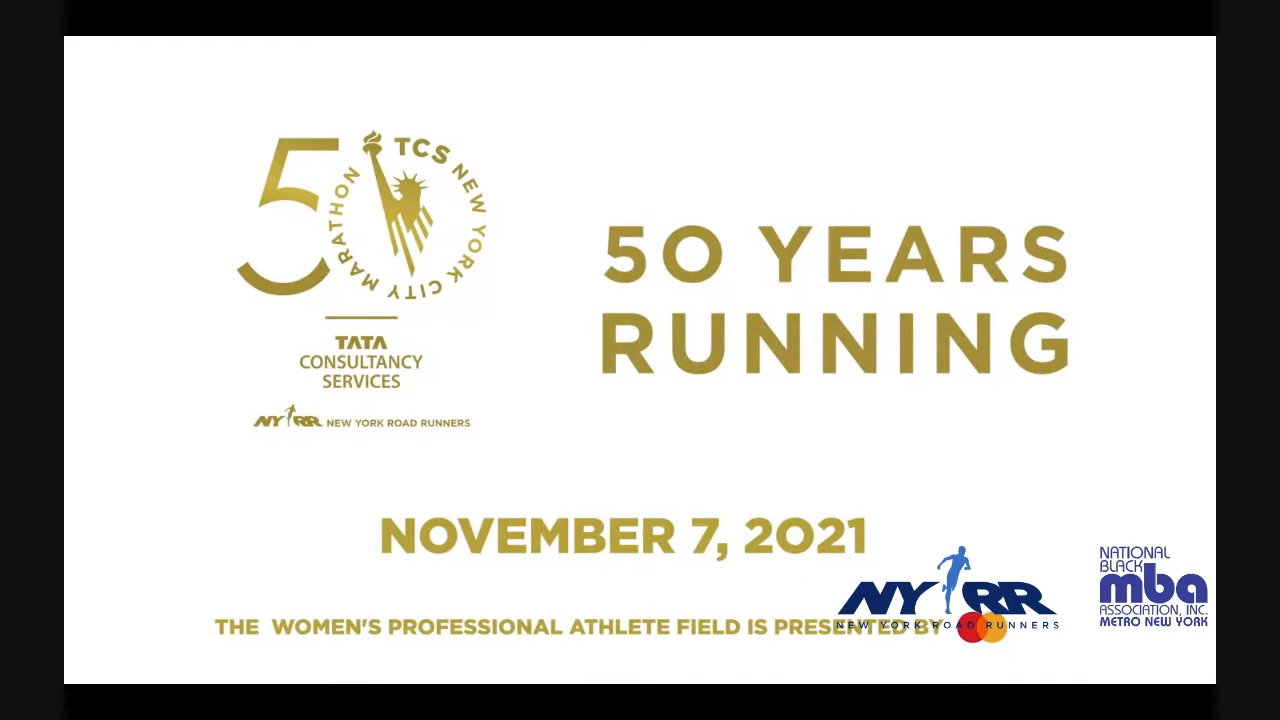 50
TCS NEW YORK CITY MARATHON
TATA
CONSULTANCY
SERVICES
NYRR NEW YORK ROAD RUNNERS
50 YEARS
RUNNING
NOVEMBER 7, 2021
THE WOMEN'S PROFESSIONAL ATHLETE FIELD IS PRESENTED BY
NYRR
NEW YORK ROAD RUNNERS
NATIONAL
BLACK
mba
ASSOCIATION, INC.
METRO NEW YORK